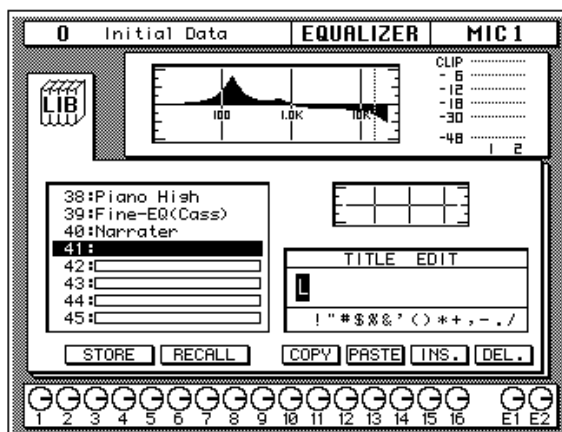 0 Initial Data EQUALIZER MIC 1
CLIP
- 6
-12
-18
-30
-48
1 2
LIB
100 1.0K 10K
38:Piano High
39:Fine-EQ(Cass)
40:Narrater
41:
42:
43:
44:
45:
TITLE EDIT
L
!"#$%&'()*+,-./
STORE RECALL COPY PASTE INS. DEL.
1 2 3 4 5 6 7 8 9 10 11 12 13 14 15 16 E1 E2